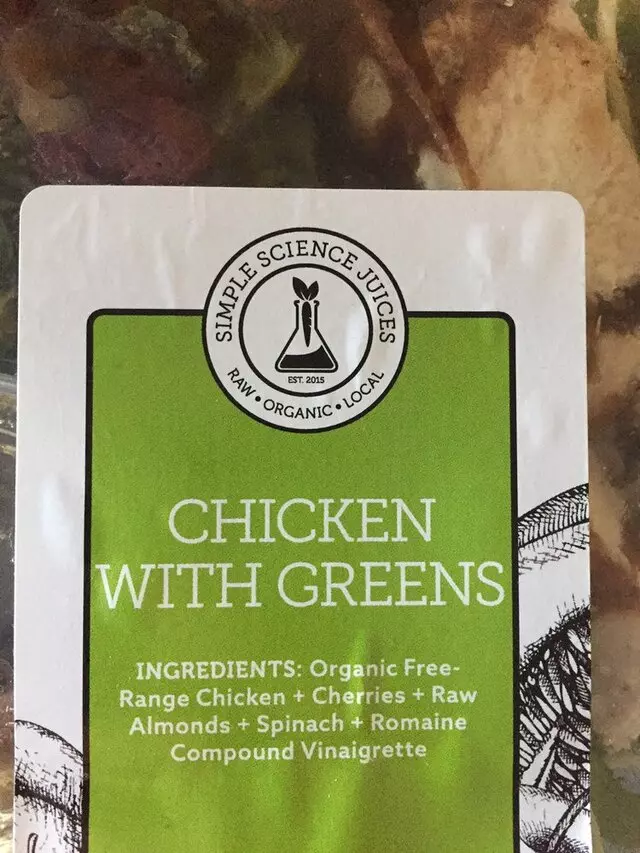 SIMPLE SCIENCE JUICES
EST. 2015
RAW • ORGANIC • LOCAL
CHICKEN
WITH GREENS
INGREDIENTS: Organic Free-
Range Chicken + Cherries + Raw
Almonds + Spinach + Romaine
Compound Vinaigrette